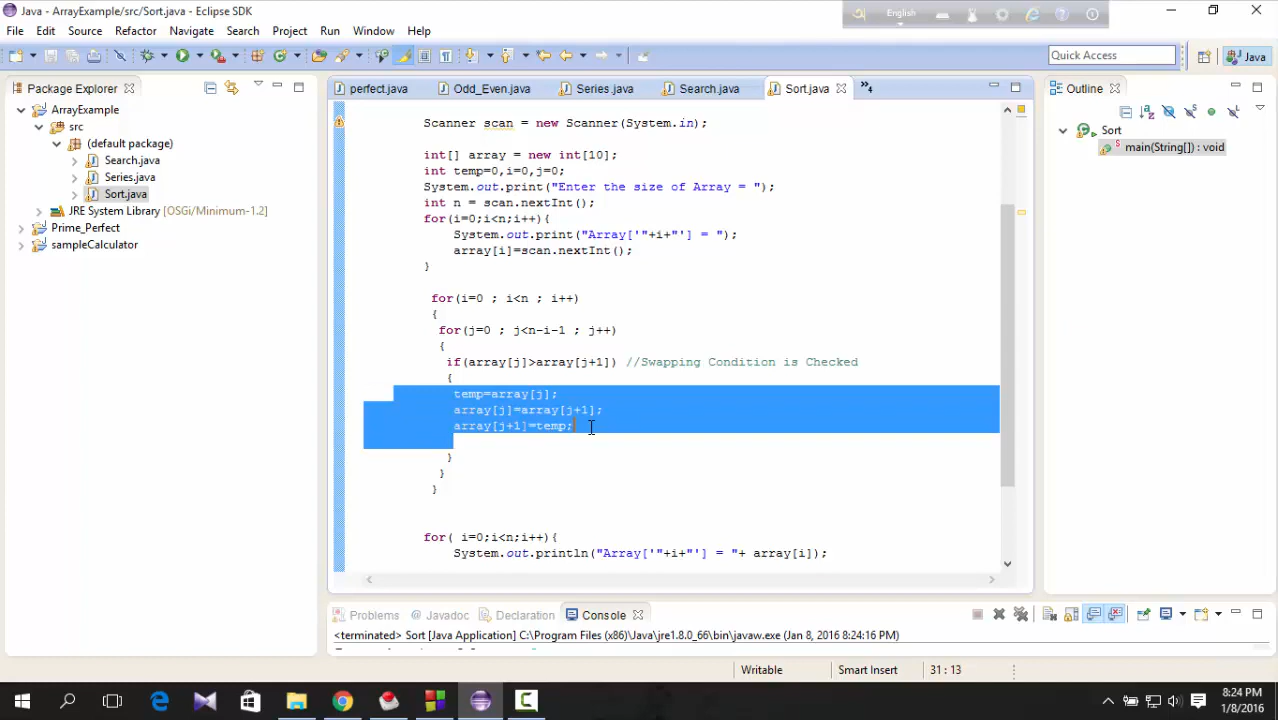 Java - ArrayExample/src/Sort.java - Eclipse SDK
English
File Edit Source Refactor Navigate Search Project Run Window Help
Quick Access
Java
Package Explorer
perfect.java Odd_Even.java Series.java Search.java Sort.java 4
Outline
ArrayExample
src
(default package)
Search.java
Series.java
Sort.java
JRE System Library [OSGi/Minimum-1.2]
Prime_Perfect
sampleCalculator
Scanner scan = new Scanner(System.in);
int[] array = new int[10];
int temp=0,i=0,j=0;
System.out.print("Enter the size of Array = ");
int n = scan.nextInt();
for(i=0;i<n;i++){
System.out.print("Array['"+i+"'] = ");
array[i]=scan.nextInt();
}
for(i=0 ; i<n ; i++)
{
for(j=0 ; j<n-i-1 ; j++)
{
if(array[j]>array[j+1]) //Swapping Condition is Checked
{
temp=array[j];
array[j]=array[j+1];
array[j+1]=temp;
}
}
}
for( i=0;i<n;i++){
System.out.println("Array['"+i+"'] = "+ array[i]);
Sort
main(String[]) : void
Problems Javadoc Declaration Console
<terminated> Sort [Java Application] C:\Program Files (x86)\Java\jre1.8.0_66\bin\javaw.exe (Jan 8, 2016 8:24:16 PM)
Writable Smart Insert 31 : 13
8:24 PM
1/8/2016